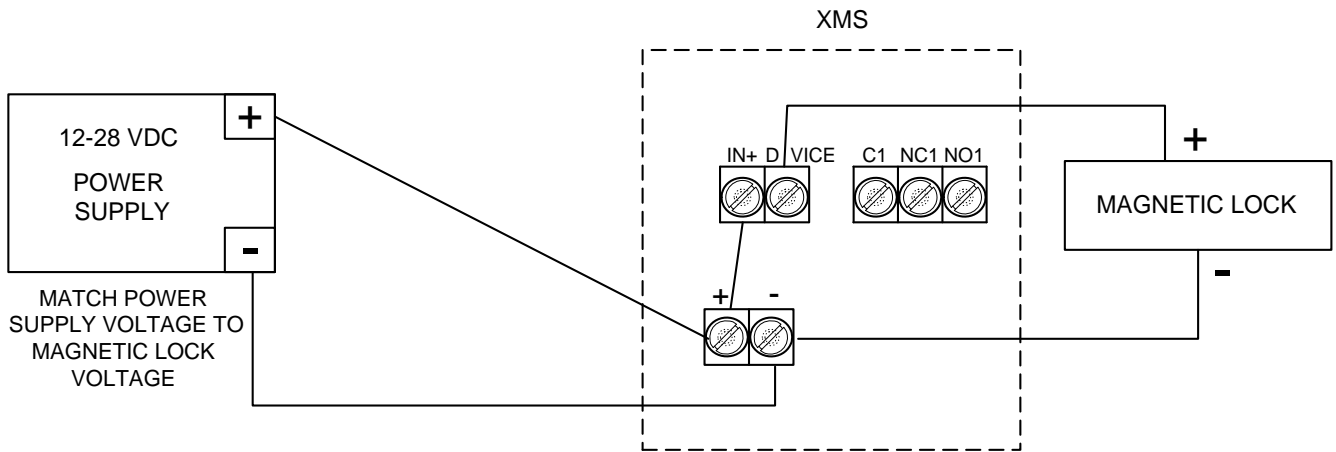 XMS
+
12-28 VDC
POWER
SUPPLY
-
MATCH POWER
SUPPLY VOLTAGE TO
MAGNETIC LOCK
VOLTAGE
IN+ D VICE
C1 NC1 NO1
+ -
+
MAGNETIC LOCK
-